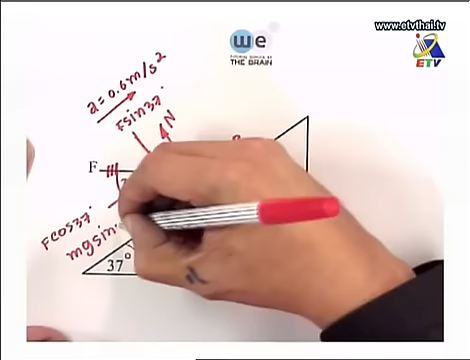 www.etvthai.tv
we
THE BRAIN
ETV
a = 0.6 m/s²
Fsin37°
N
F
Fcos37°
mgsin
37°